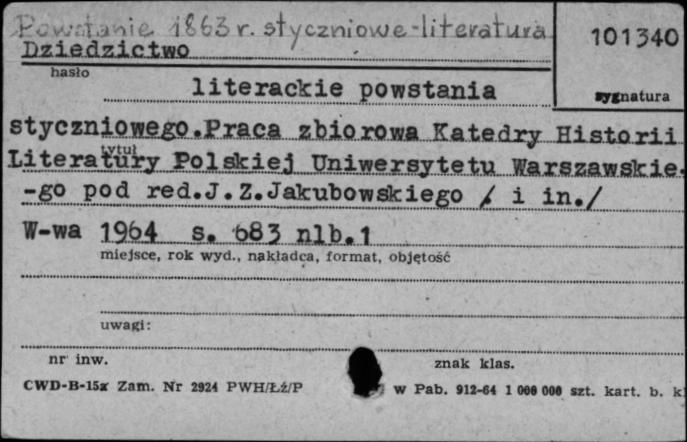 Powstanie 1863 r. styczniowe - literatura
101340
Dziedzictwo
hasło
sygnatura
literackie powstania
styczniowego.Praca zbiorowa Katedry Historii
tytuł
Literatury Polskiej Uniwersytetu Warszawskie-
-go pod red.J.Z.Jakubowskiego /. i in./
W-wa 1964 s. 683 nlb.1
miejsce, rok wyd., nakładca, format, objętość
uwagi:
nr inw.
znak klas.
CWD-B-15x Zam. Nr 2924 PWH/Łź/P
w Pab. 912-64 1 000 000 szt. kart. b. kl